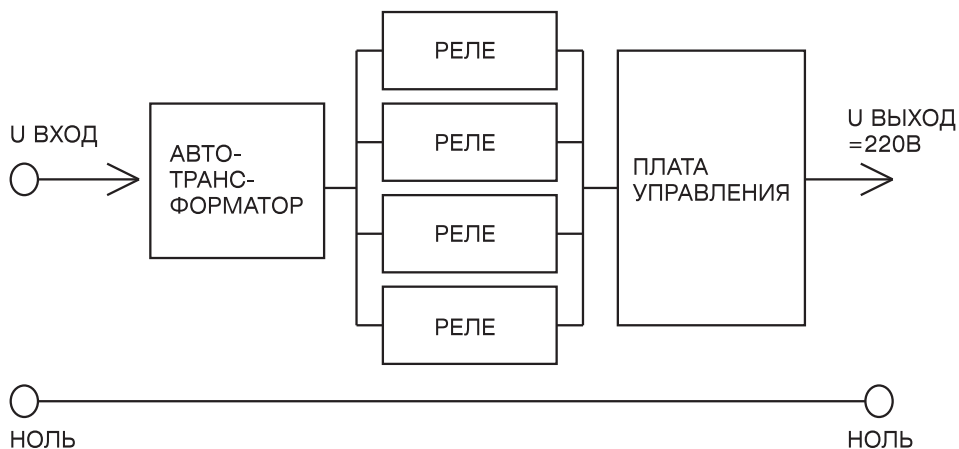 U ВХОД
АВТО-
ТРАНС-
ФОРМАТОР
РЕЛЕ
РЕЛЕ
РЕЛЕ
РЕЛЕ
ПЛАТА
УПРАВЛЕНИЯ
U ВЫХОД
=220В
НОЛЬ
НОЛЬ